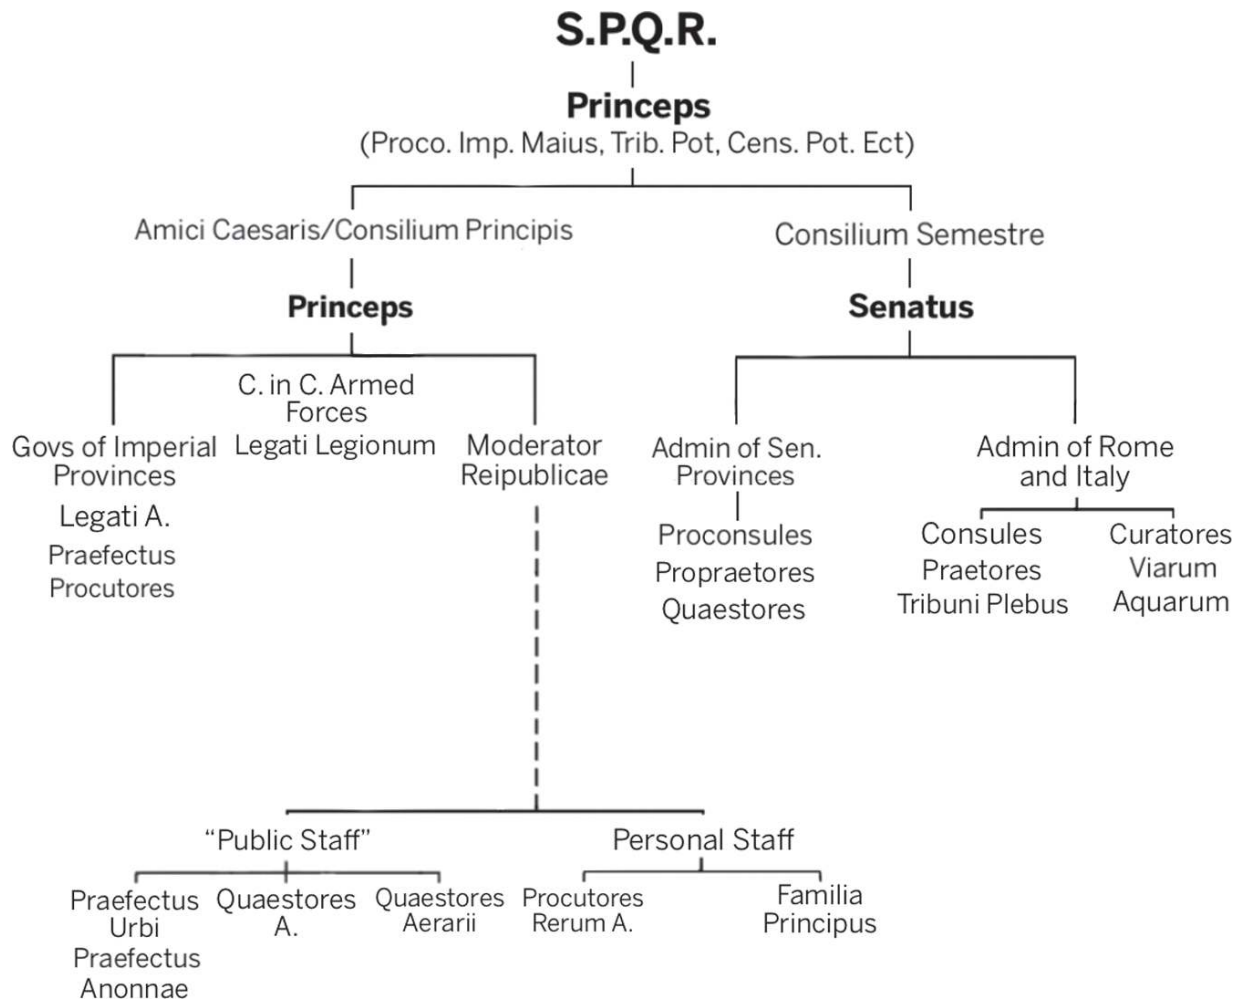 S.P.Q.R.
Princeps
(Proco. Imp. Maius, Trib. Pot, Cens. Pot. Ect)
Amici Caesaris/Consilium Principis
Consilium Semestre
Princeps
Senatus
C. in C. Armed
Forces
Legati Legionum
Govs of Imperial
Provinces
Legati A.
Praefectus
Procutores
Moderator
Reipublicae
Admin of Sen.
Provinces
Proconsules
Propraetores
Quaestores
Admin of Rome
and Italy
Consules
Praetores
Tribuni Plebus
Curatores
Viarum
Aquarum
“Public Staff”
Personal Staff
Praefectus
Urbi
Praefectus
Anonnae
Quaestores
A.
Quaestores
Aerarii
Procutores
Rerum A.
Familia
Principus